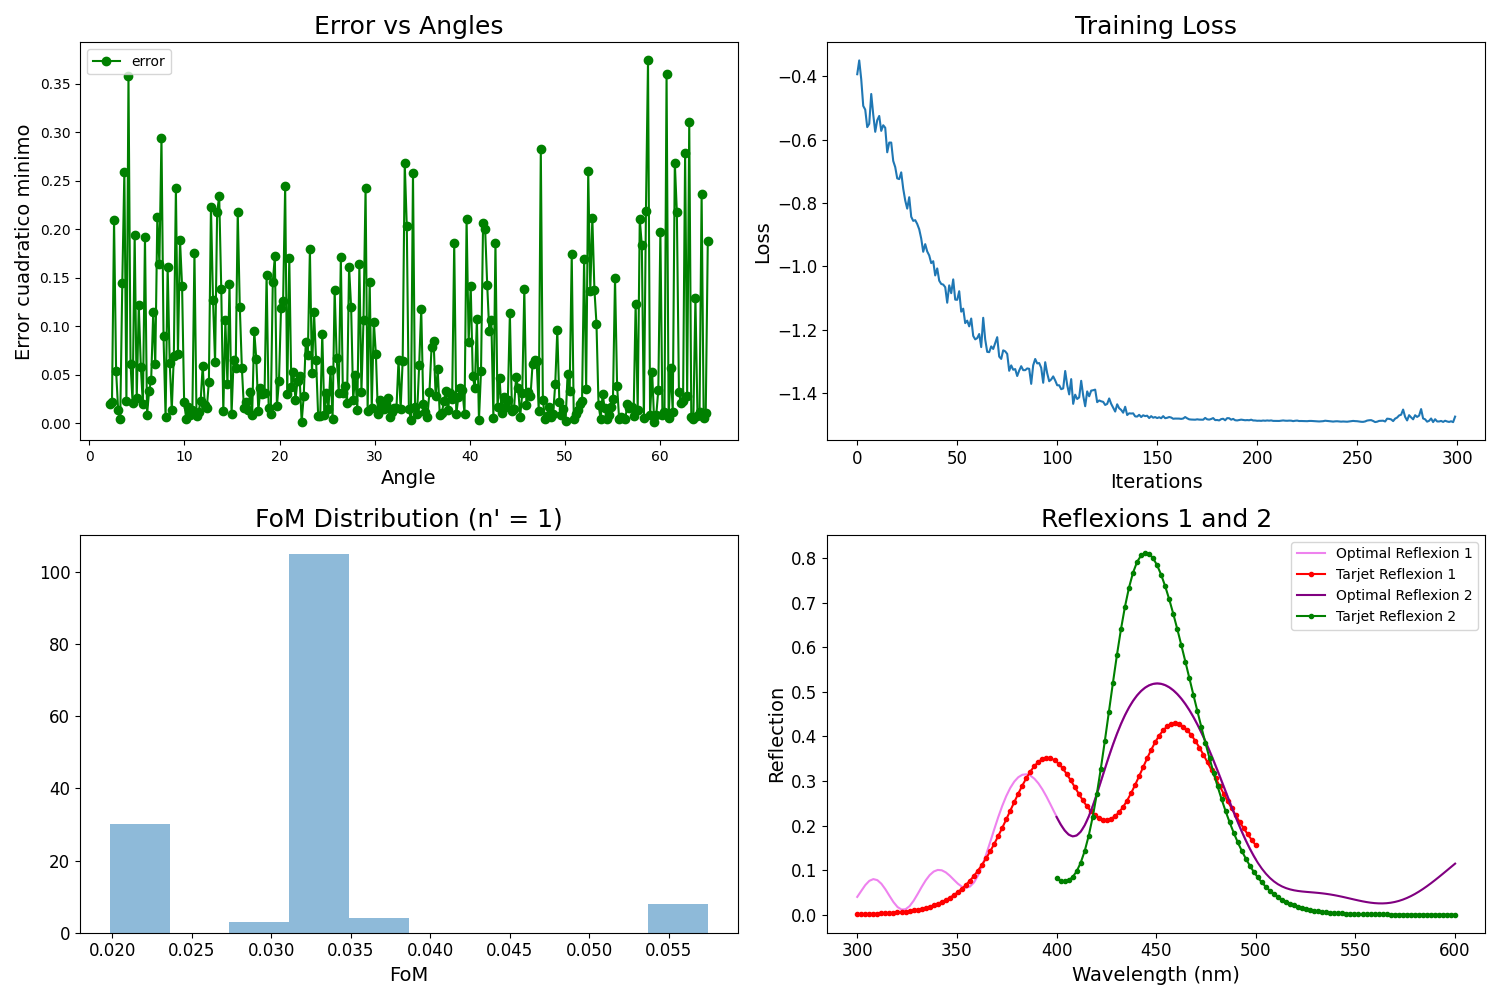 Error vs Angles
error
Error cuadratico minimo
0.35
0.30
0.25
0.20
0.15
0.10
0.05
0.00
0 10 20 30 40 50 60
Angle
Training Loss
Loss
−0.4
−0.6
−0.8
−1.0
−1.2
−1.4
0 50 100 150 200 250 300
Iterations
FoM Distribution (n' = 1)
100
80
60
40
20
0
0.020 0.025 0.030 0.035 0.040 0.045 0.050 0.055
FoM
Reflexions 1 and 2
Optimal Reflexion 1
Tarjet Reflexion 1
Optimal Reflexion 2
Tarjet Reflexion 2
Reflection
0.8
0.7
0.6
0.5
0.4
0.3
0.2
0.1
0.0
300 350 400 450 500 550 600
Wavelength (nm)